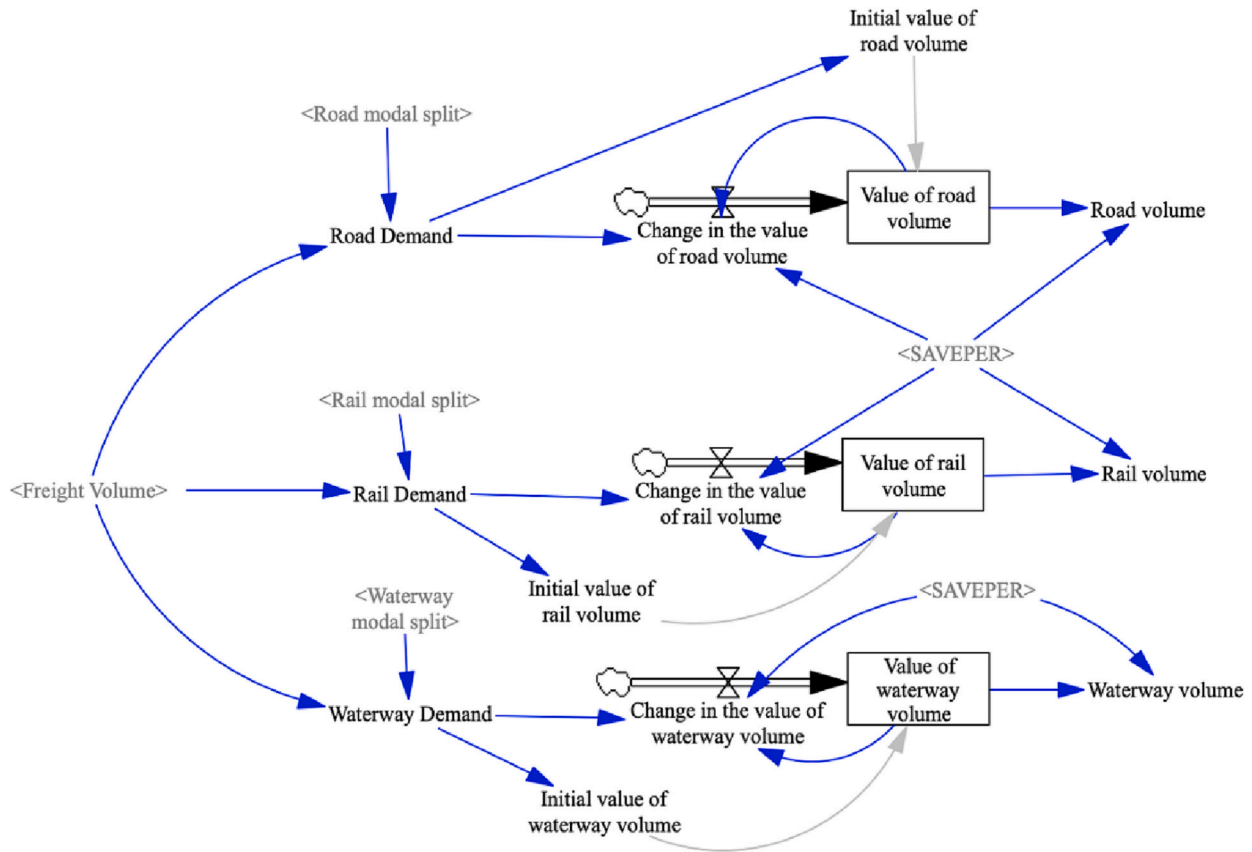 Initial value of
road volume
<Road modal split>
Value of road
volume
Road volume
Road Demand
Change in the value
of road volume
<SAVEPER>
<Rail modal split>
Value of rail
volume
Rail volume
<Freight Volume>
Rail Demand
Change in the value
of rail volume
Initial value of
rail volume
<Waterway
modal split>
<SAVEPER>
Value of
waterway
volume
Waterway volume
Waterway Demand
Change in the value of
waterway volume
Initial value of
waterway volume